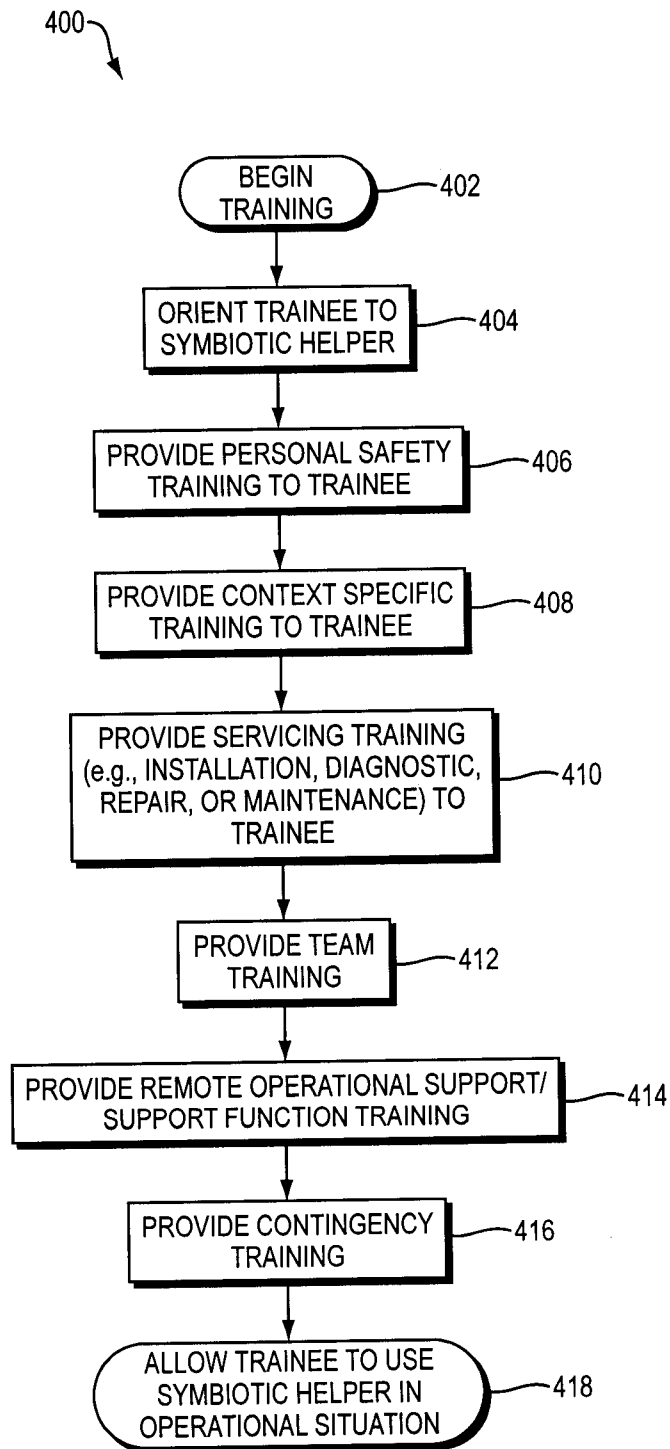 400
BEGIN
TRAINING
402
ORIENT TRAINEE TO
SYMBIOTIC HELPER
404
PROVIDE PERSONAL SAFETY
TRAINING TO TRAINEE
406
PROVIDE CONTEXT SPECIFIC
TRAINING TO TRAINEE
408
PROVIDE SERVICING TRAINING
(e.g., INSTALLATION, DIAGNOSTIC,
REPAIR, OR MAINTENANCE) TO
TRAINEE
410
PROVIDE TEAM
TRAINING
412
PROVIDE REMOTE OPERATIONAL SUPPORT/
SUPPORT FUNCTION TRAINING
414
PROVIDE CONTINGENCY
TRAINING
416
ALLOW TRAINEE TO USE
SYMBIOTIC HELPER IN
OPERATIONAL SITUATION
418